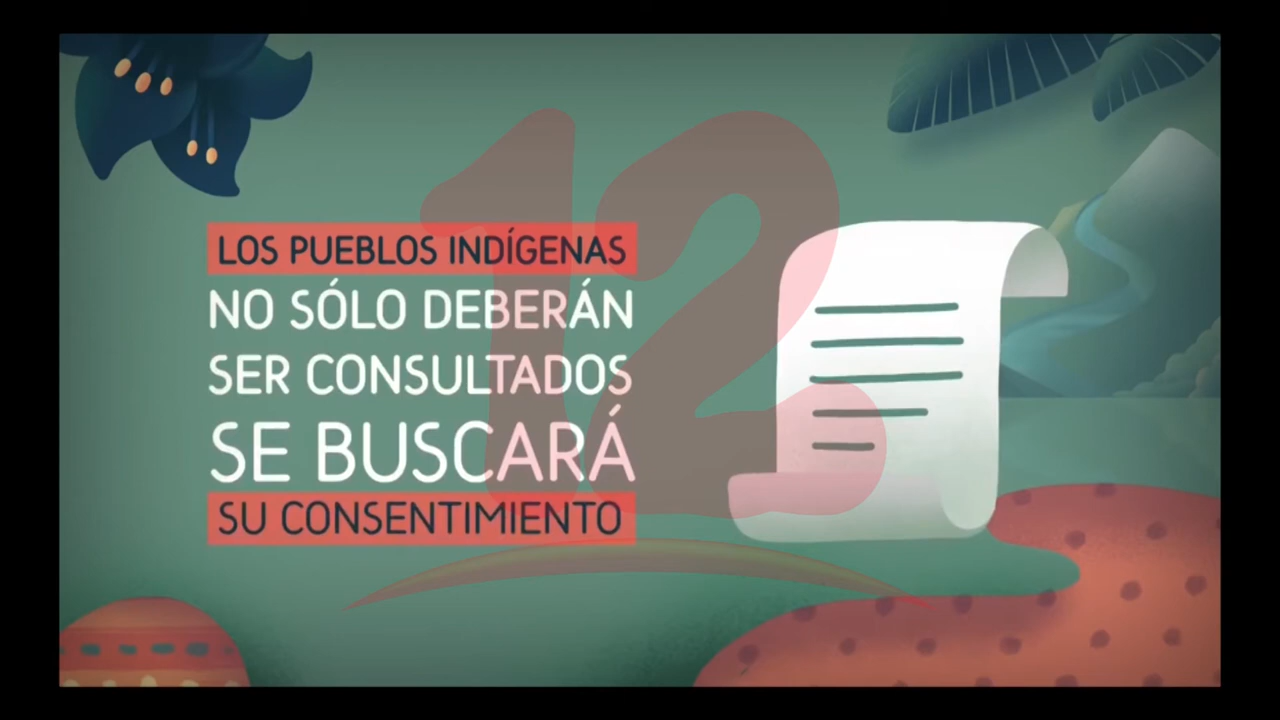 12
LOS PUEBLOS INDÍGENAS
NO SÓLO DEBERÁN
SER CONSULTADOS
SE BUSCARÁ
SU CONSENTIMIENTO